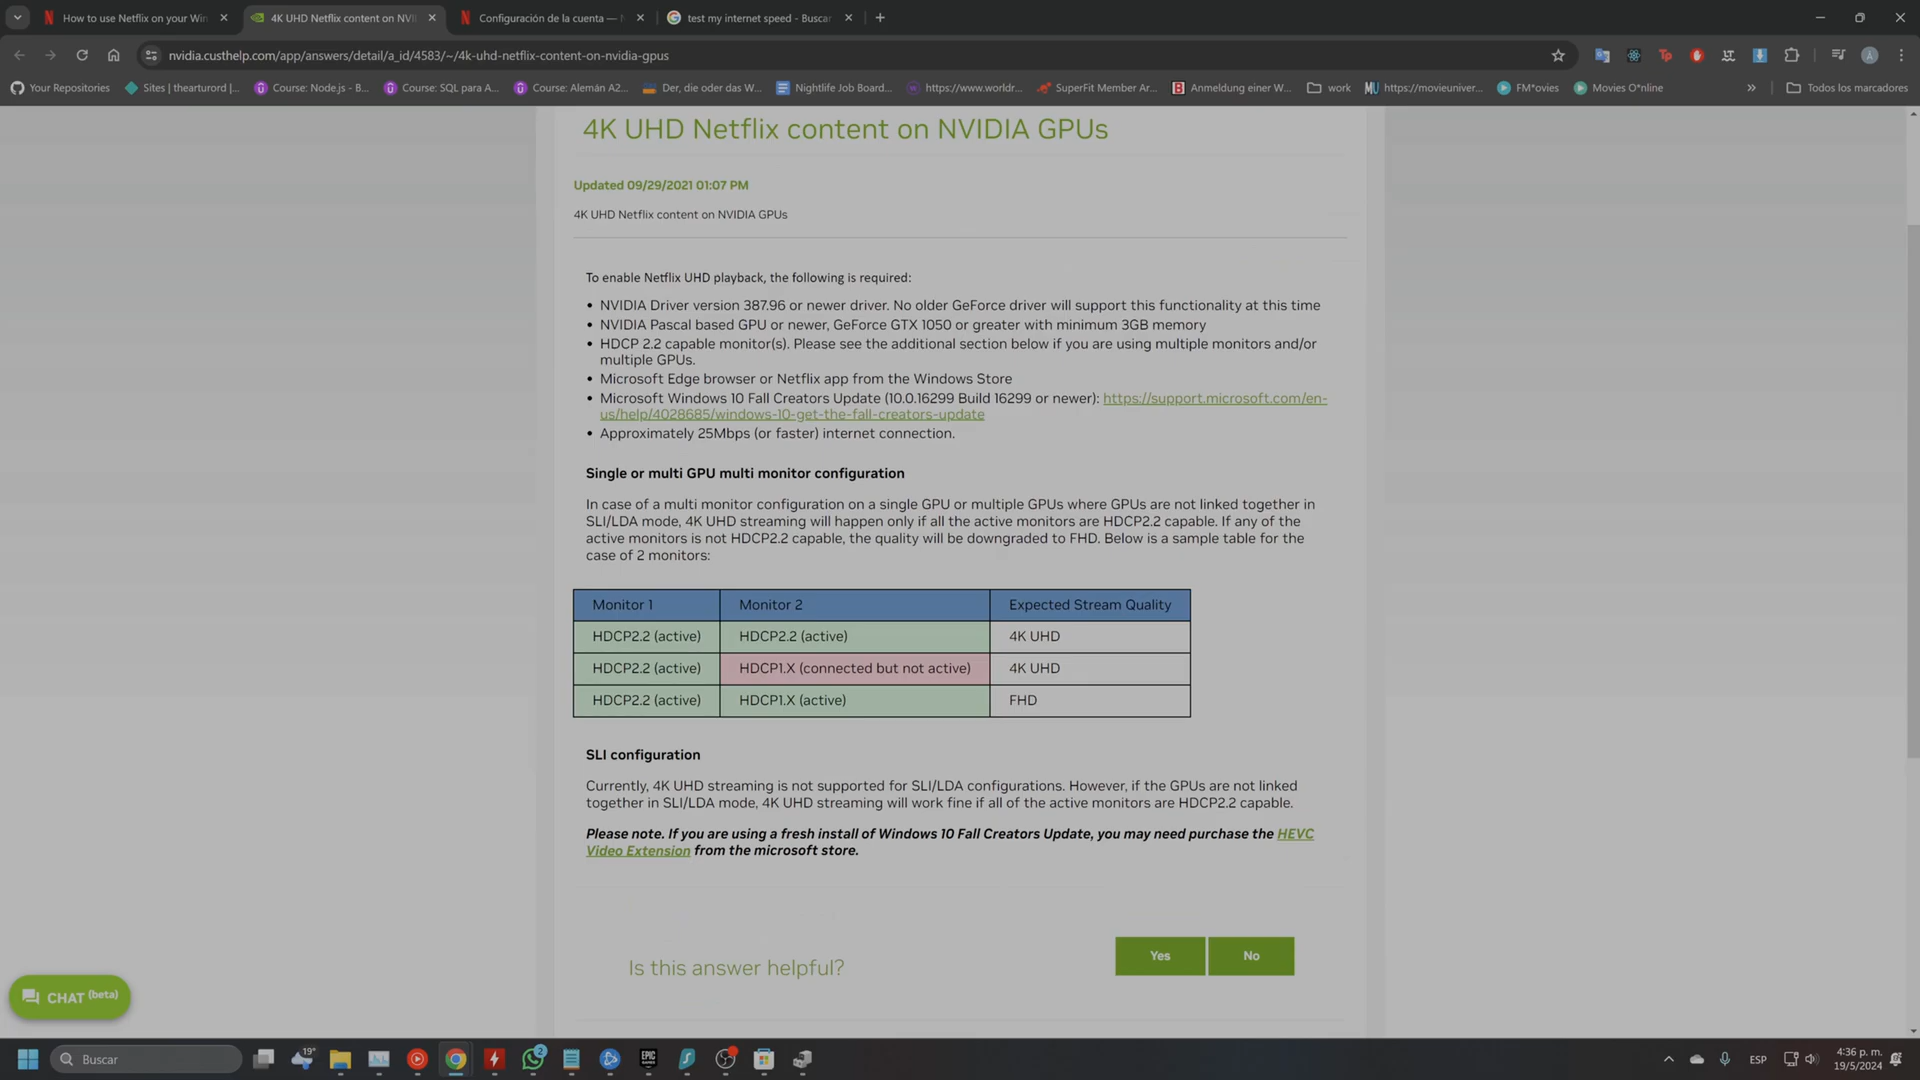 How to use Netflix on your Win
4K UHD Netflix content on NVI
Configuración de la cuenta —
test my internet speed - Buscar
nvidia.custhelp.com/app/answers/detail/a_id/4583/~/4k-uhd-netflix-content-on-nvidia-gpus
Your Repositories
Sites | thearturord |...
Course: Node.js - B...
Course: SQL para A...
Course: Alemán A2...
Der, die oder das W...
Nightlife Job Board...
https://www.worldr...
SuperFit Member Ar...
Anmeldung einer W...
work
https://movieuniver...
FM*ovies
Movies O*nline
Todos los marcadores
4K UHD Netflix content on NVIDIA GPUs
Updated 09/29/2021 01:07 PM
4K UHD Netflix content on NVIDIA GPUs
To enable Netflix UHD playback, the following is required:
• NVIDIA Driver version 387.96 or newer driver. No older GeForce driver will support this functionality at this time
• NVIDIA Pascal based GPU or newer, GeForce GTX 1050 or greater with minimum 3GB memory
• HDCP 2.2 capable monitor(s). Please see the additional section below if you are using multiple monitors and/or
multiple GPUs.
• Microsoft Edge browser or Netflix app from the Windows Store
• Microsoft Windows 10 Fall Creators Update (10.0.16299 Build 16299 or newer): https://support.microsoft.com/en-
us/help/4028685/windows-10-get-the-fall-creators-update
• Approximately 25Mbps (or faster) internet connection.
Single or multi GPU multi monitor configuration
In case of a multi monitor configuration on a single GPU or multiple GPUs where GPUs are not linked together in
SLI/LDA mode, 4K UHD streaming will happen only if all the active monitors are HDCP2.2 capable. If any of the
active monitors is not HDCP2.2 capable, the quality will be downgraded to FHD. Below is a sample table for the
case of 2 monitors:
Monitor 1 Monitor 2 Expected Stream Quality
HDCP2.2 (active) HDCP2.2 (active) 4K UHD
HDCP2.2 (active) HDCP1.X (connected but not active) 4K UHD
HDCP2.2 (active) HDCP1.X (active) FHD
SLI configuration
Currently, 4K UHD streaming is not supported for SLI/LDA configurations. However, if the GPUs are not linked
together in SLI/LDA mode, 4K UHD streaming will work fine if all of the active monitors are HDCP2.2 capable.
Please note. If you are using a fresh install of Windows 10 Fall Creators Update, you may need purchase the HEVC
Video Extension from the microsoft store.
Is this answer helpful?
Yes
No
CHAT (beta)
Buscar
19°
2
EPIC
GAMES
ESP
4:36 p. m.
19/5/2024